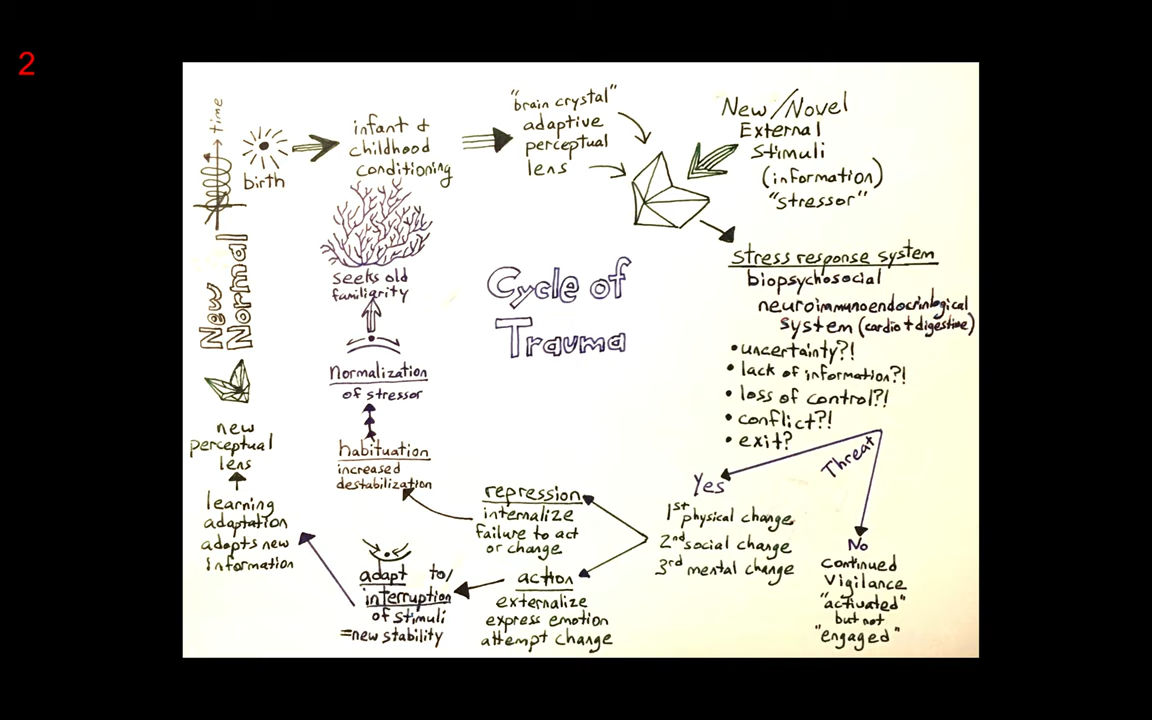 2
time
birth
infant &
childhood
conditioning
"brain crystal"
adaptive
perceptual
lens
New/Novel
External
Stimuli
(information)
"stressor"
Stress response system
biopsychosocial
neuroimmunoendocrinlogical
system (cardio + digestive)
• uncertainty?!
• lack of information?!
• loss of control?!
• conflict?!
• exit?
Threat
Yes
1st physical change
2nd social change
3rd mental change
No
continued
Vigilance
"activated"
but not
"engaged"
repression
internalize
failure to act
or change
action
externalize
express emotion
attempt change
habituation
increased
destabilization
Normalization
of stressor
seeks old
familiarity
adapt to/
interruption
of stimuli
=new stability
learning
adaptation
adopts new
information
new
perceptual
lens
New
Normal
Cycle of
Trauma